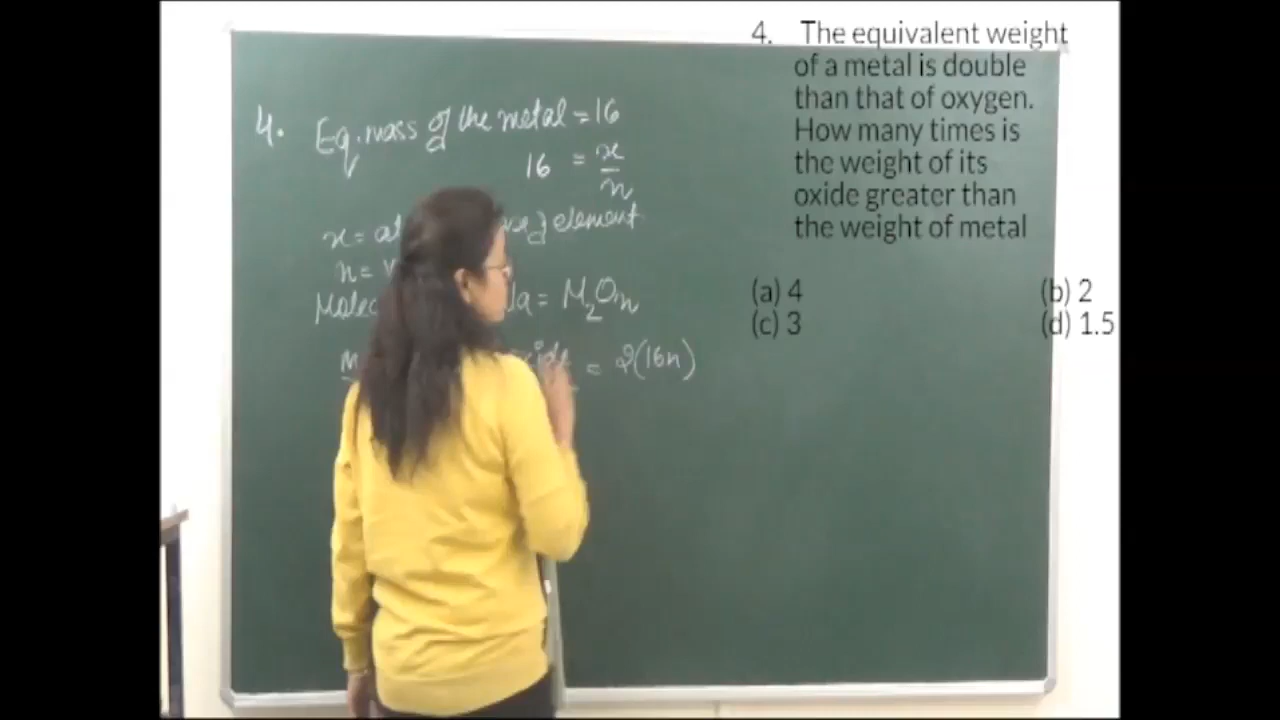 4. Eq. mass of the metal = 16
16 = x/n
x = element
n =
= M₂On
= 2(16n)
4. The equivalent weight
of a metal is double
than that of oxygen.
How many times is
the weight of its
oxide greater than
the weight of metal
(a) 4 (b) 2
(c) 3 (d) 1.5